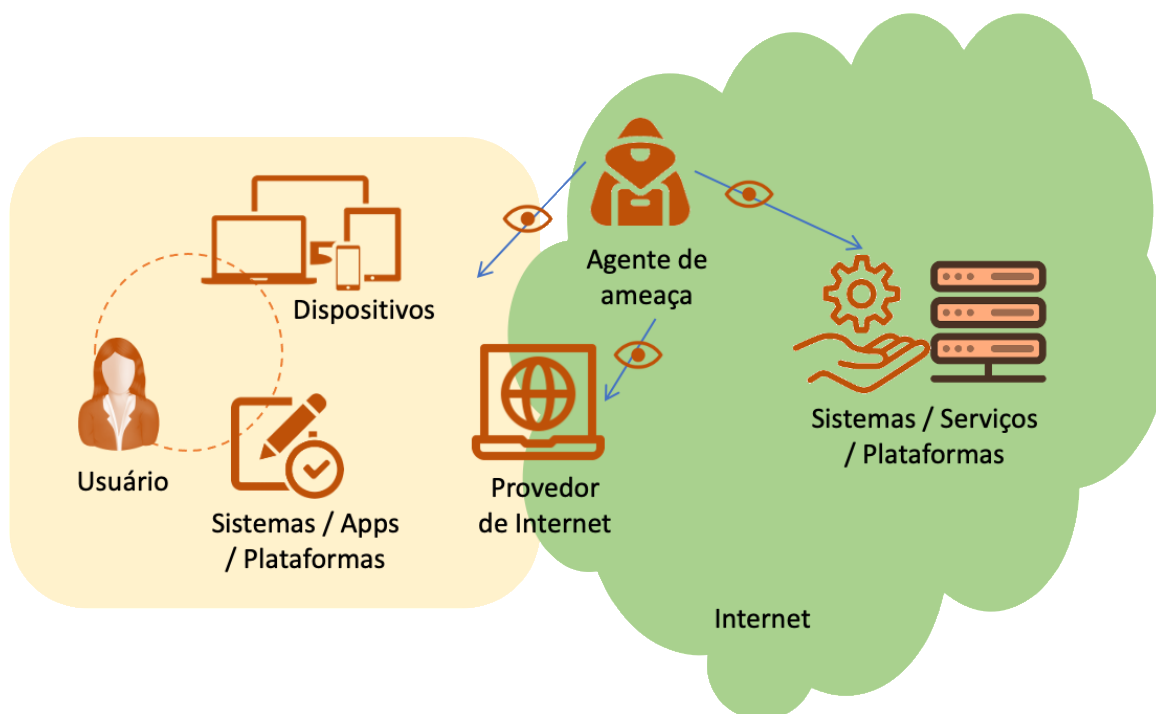 Agente de
ameaça
Dispositivos
Usuário
Sistemas / Apps
/ Plataformas
Provedor
de Internet
Sistemas / Serviços
/ Plataformas
Internet